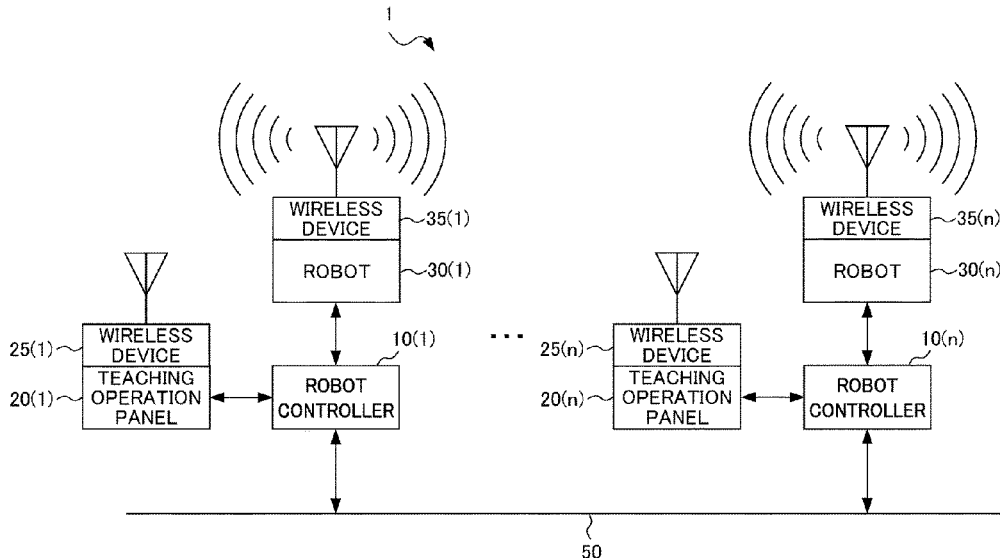 1
WIRELESS
DEVICE
35(1)
ROBOT
30(1)
WIRELESS
DEVICE
35(n)
ROBOT
30(n)
25(1)
WIRELESS
DEVICE
20(1)
TEACHING
OPERATION
PANEL
10(1)
ROBOT
CONTROLLER
...
25(n)
WIRELESS
DEVICE
20(n)
TEACHING
OPERATION
PANEL
10(n)
ROBOT
CONTROLLER
50